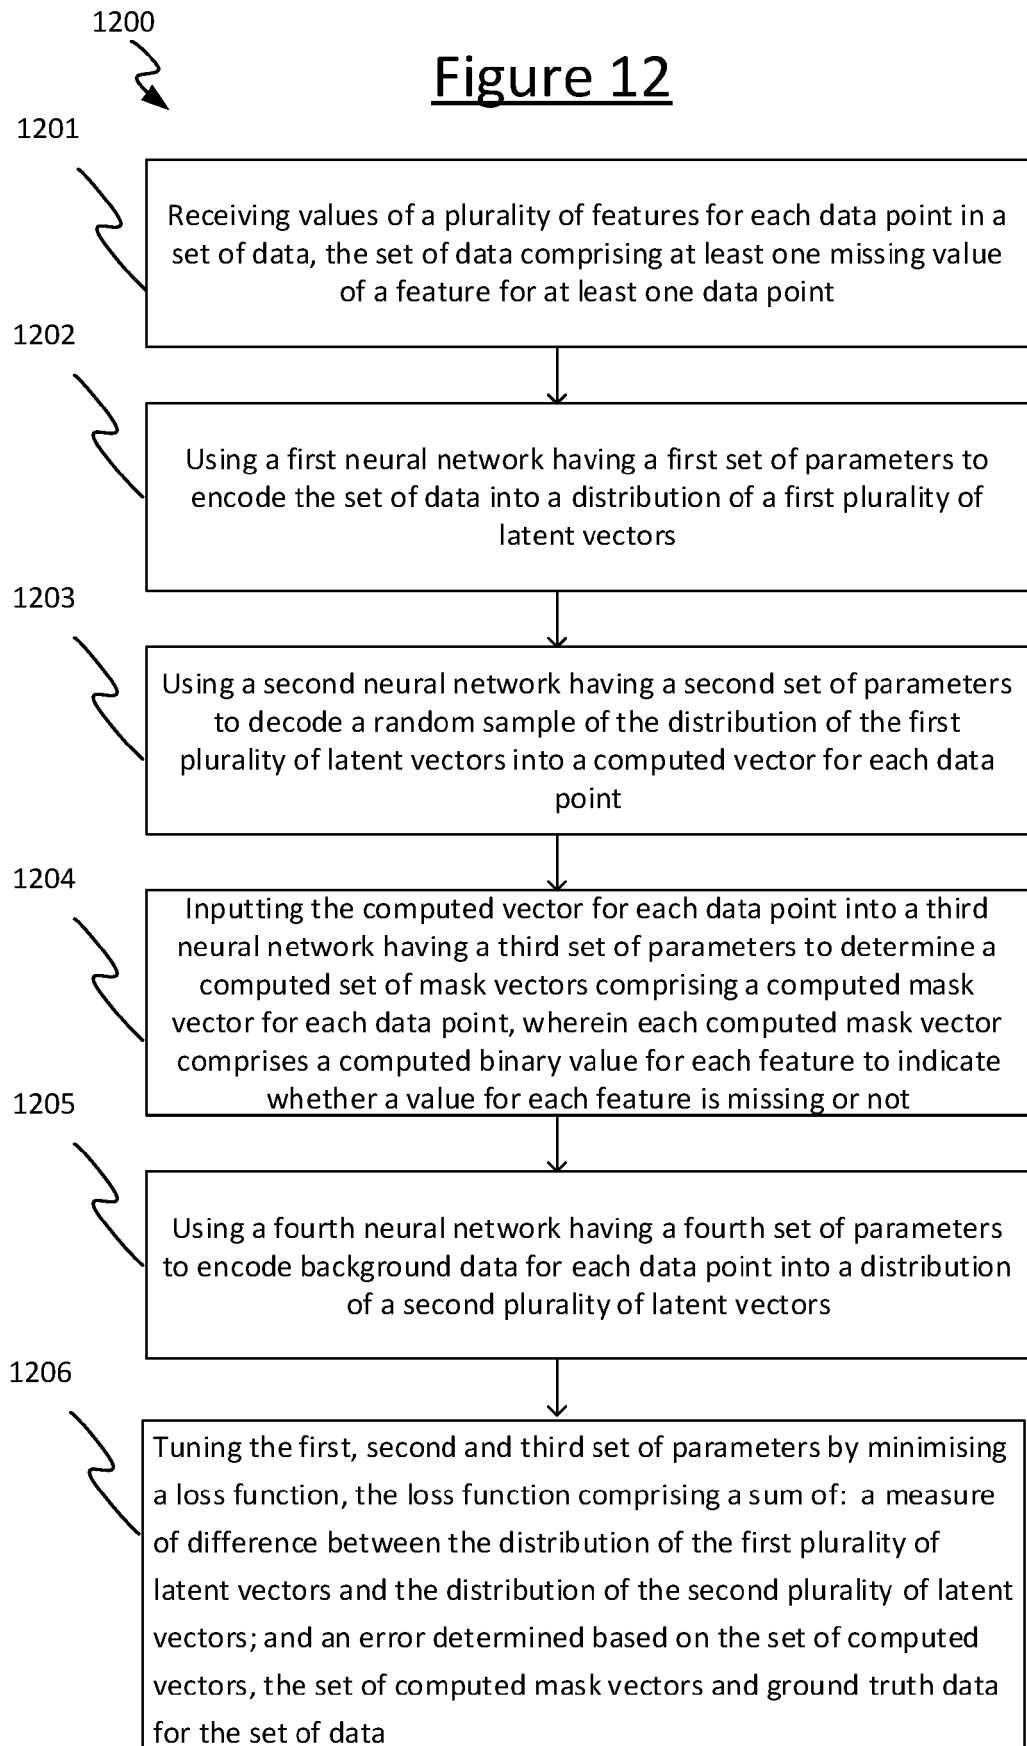 1200
Figure 12
1201
Receiving values of a plurality of features for each data point in a
set of data, the set of data comprising at least one missing value
of a feature for at least one data point
1202
Using a first neural network having a first set of parameters to
encode the set of data into a distribution of a first plurality of
latent vectors
1203
Using a second neural network having a second set of parameters
to decode a random sample of the distribution of the first
plurality of latent vectors into a computed vector for each data
point
1204
Inputting the computed vector for each data point into a third
neural network having a third set of parameters to determine a
computed set of mask vectors comprising a computed mask
vector for each data point, wherein each computed mask vector
comprises a computed binary value for each feature to indicate
whether a value for each feature is missing or not
1205
Using a fourth neural network having a fourth set of parameters
to encode background data for each data point into a distribution
of a second plurality of latent vectors
1206
Tuning the first, second and third set of parameters by minimising
a loss function, the loss function comprising a sum of: a measure
of difference between the distribution of the first plurality of
latent vectors and the distribution of the second plurality of latent
vectors; and an error determined based on the set of computed
vectors, the set of computed mask vectors and ground truth data
for the set of data